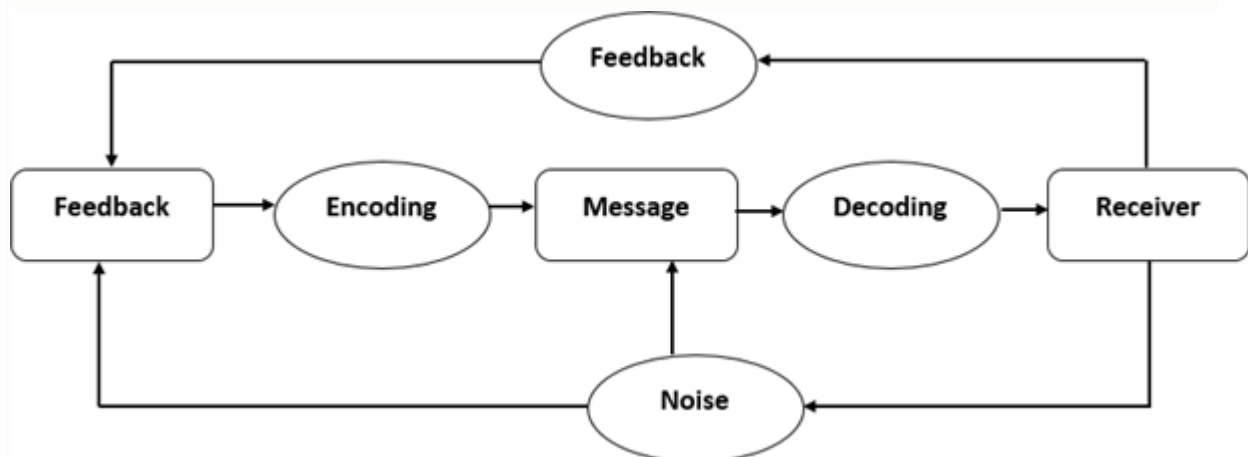 Feedback
Feedback
Encoding
Message
Decoding
Receiver
Noise